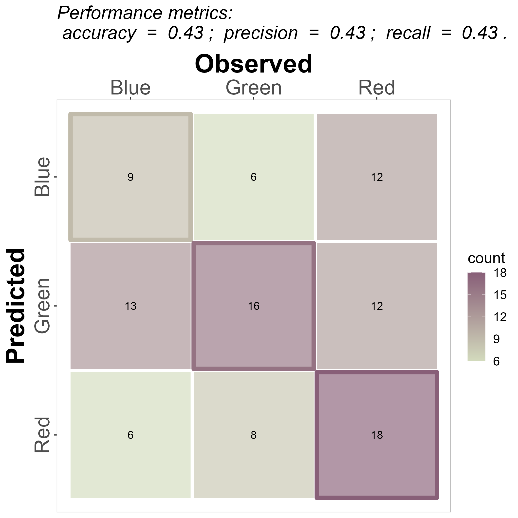 Performance metrics:
accuracy = 0.43 ; precision = 0.43 ; recall = 0.43 .
Observed
Blue Green Red
Predicted
Blue 9 6 12
Green 13 16 12
Red 6 8 18
count
18
15
12
9
6